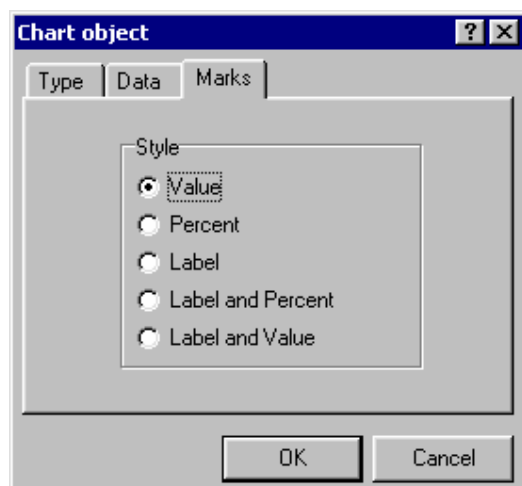 Chart object
Type Data Marks
Style
Value
Percent
Label
Label and Percent
Label and Value
OK Cancel